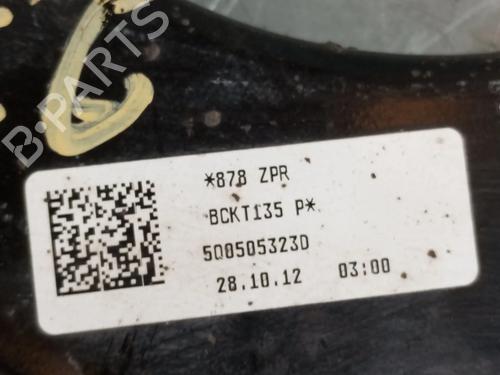 B-PARTS
*878 ZPR
BCKT135 P*
5Q0505323D
28.10.12 03:00